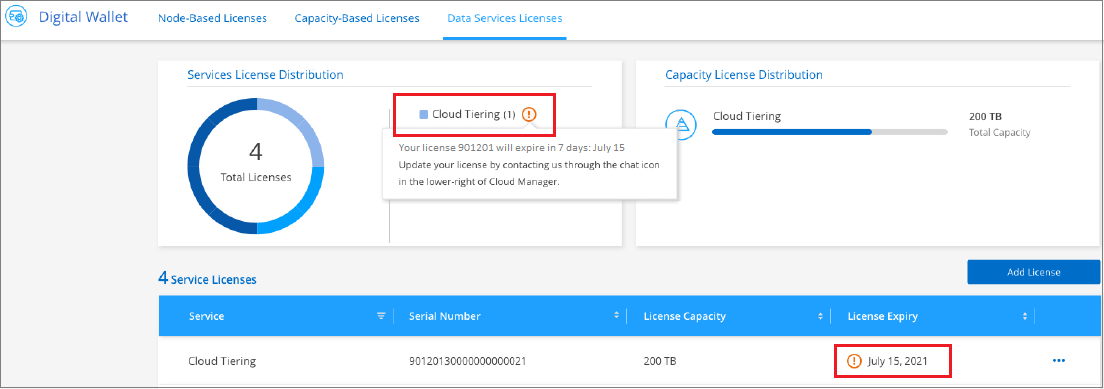 Digital Wallet
Node-Based Licenses
Capacity-Based Licenses
Data Services Licenses
Services License Distribution
4
Total Licenses
Cloud Tiering (1)
Your license 901201 will expire in 7 days: July 15
Update your license by contacting us through the chat icon
in the lower-right of Cloud Manager.
Capacity License Distribution
Cloud Tiering
200 TB
Total Capacity
4 Service Licenses
Add License
Service
Serial Number
License Capacity
License Expiry
Cloud Tiering
90120130000000000021
200 TB
July 15, 2021